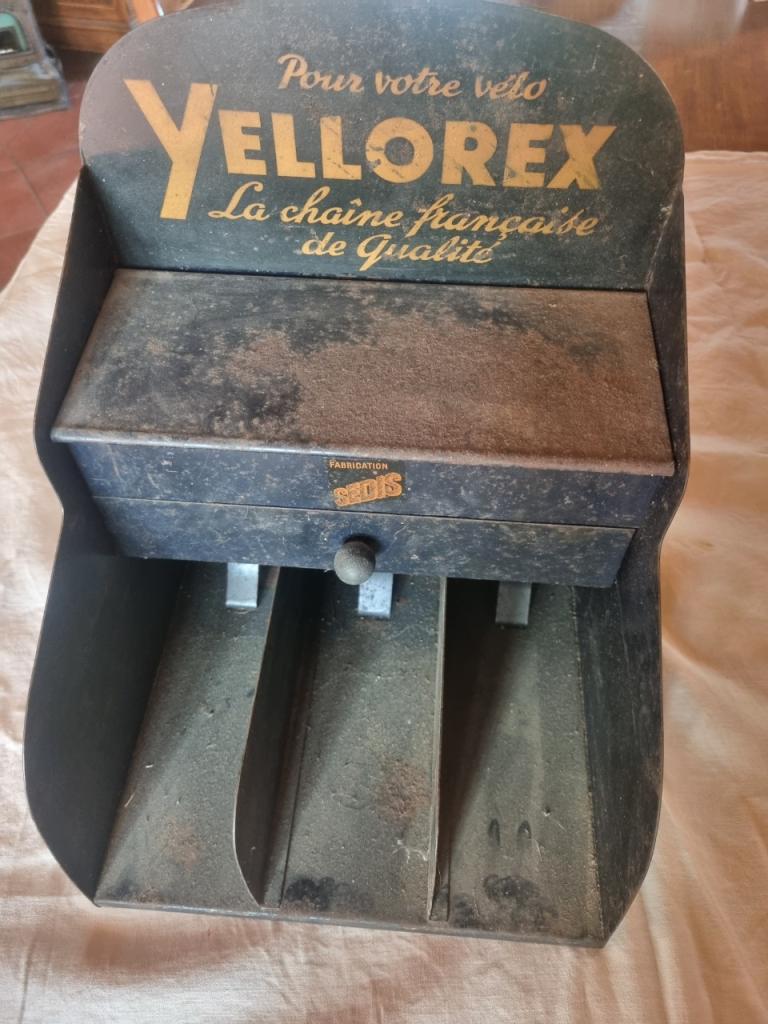 Pour votre vélo
YELLOREX
La chaîne française
de Qualité
FABRICATION
SEDIS